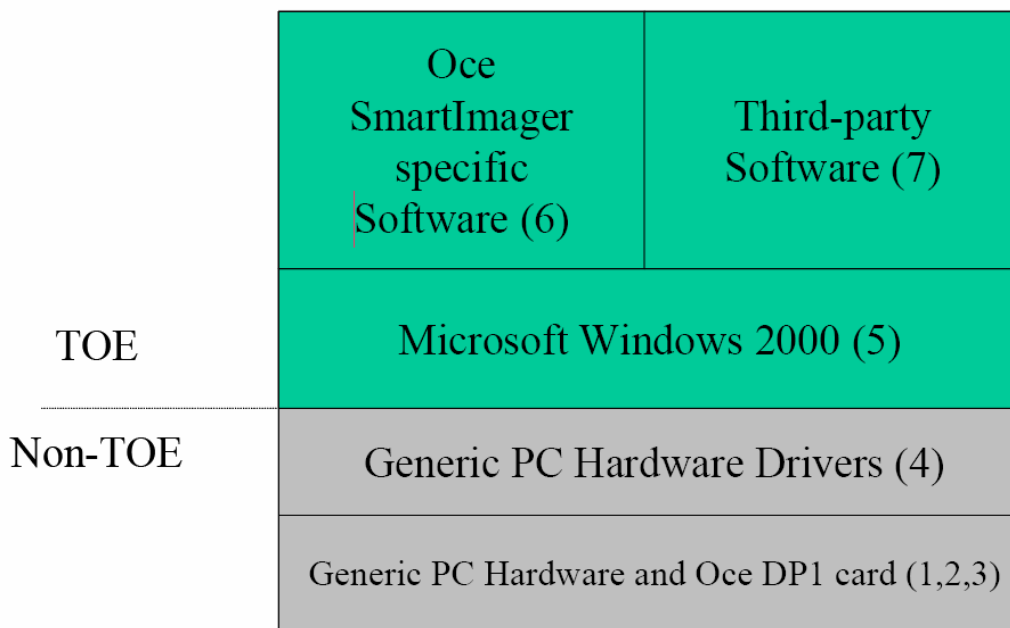 Oce
SmartImager
specific
Software (6)
Third-party
Software (7)
TOE
Microsoft Windows 2000 (5)
Non-TOE
Generic PC Hardware Drivers (4)
Generic PC Hardware and Oce DP1 card (1,2,3)